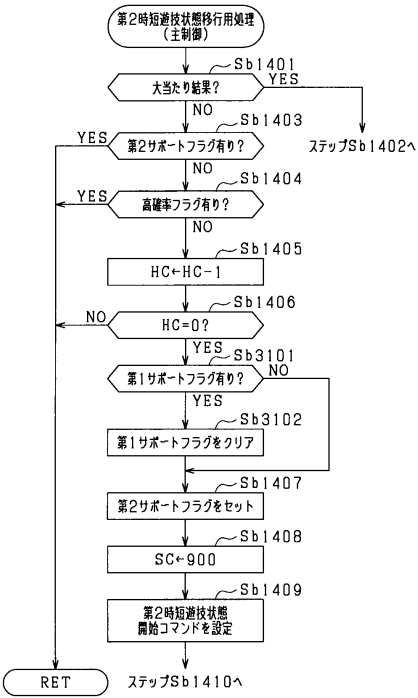 第2時短遊技状態移行用処理
（主制御）
Sb1401
大当たり結果？
YES
NO
ステップSb1402へ
Sb1403
YES
第2サポートフラグ有り？
NO
Sb1404
YES
高確率フラグ有り？
NO
Sb1405
HC←HC-1
Sb1406
NO
HC=0？
YES
Sb3101
第1サポートフラグ有り？
NO
YES
Sb3102
第1サポートフラグをクリア
Sb1407
第2サポートフラグをセット
Sb1408
SC←900
Sb1409
第2時短遊技状態
開始コマンドを設定
RET
ステップSb1410へ